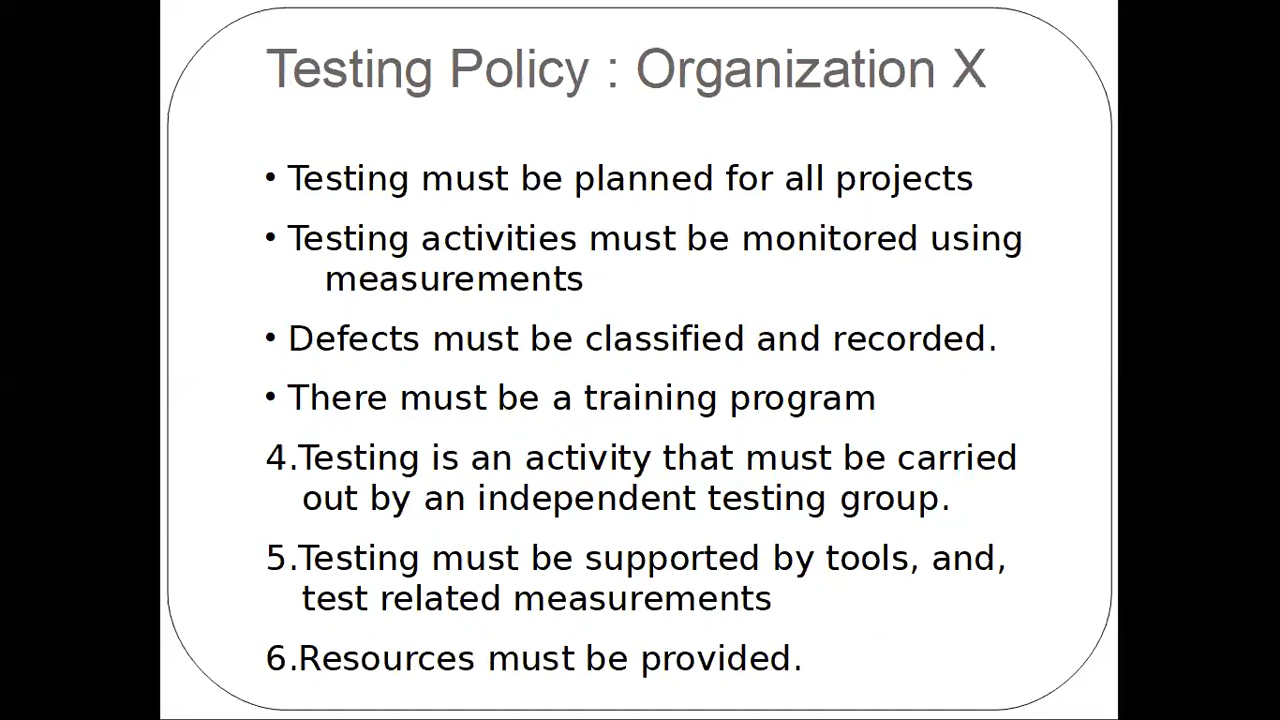 Testing Policy : Organization X
• Testing must be planned for all projects
• Testing activities must be monitored using
measurements
• Defects must be classified and recorded.
• There must be a training program
4.Testing is an activity that must be carried
out by an independent testing group.
5.Testing must be supported by tools, and,
test related measurements
6.Resources must be provided.